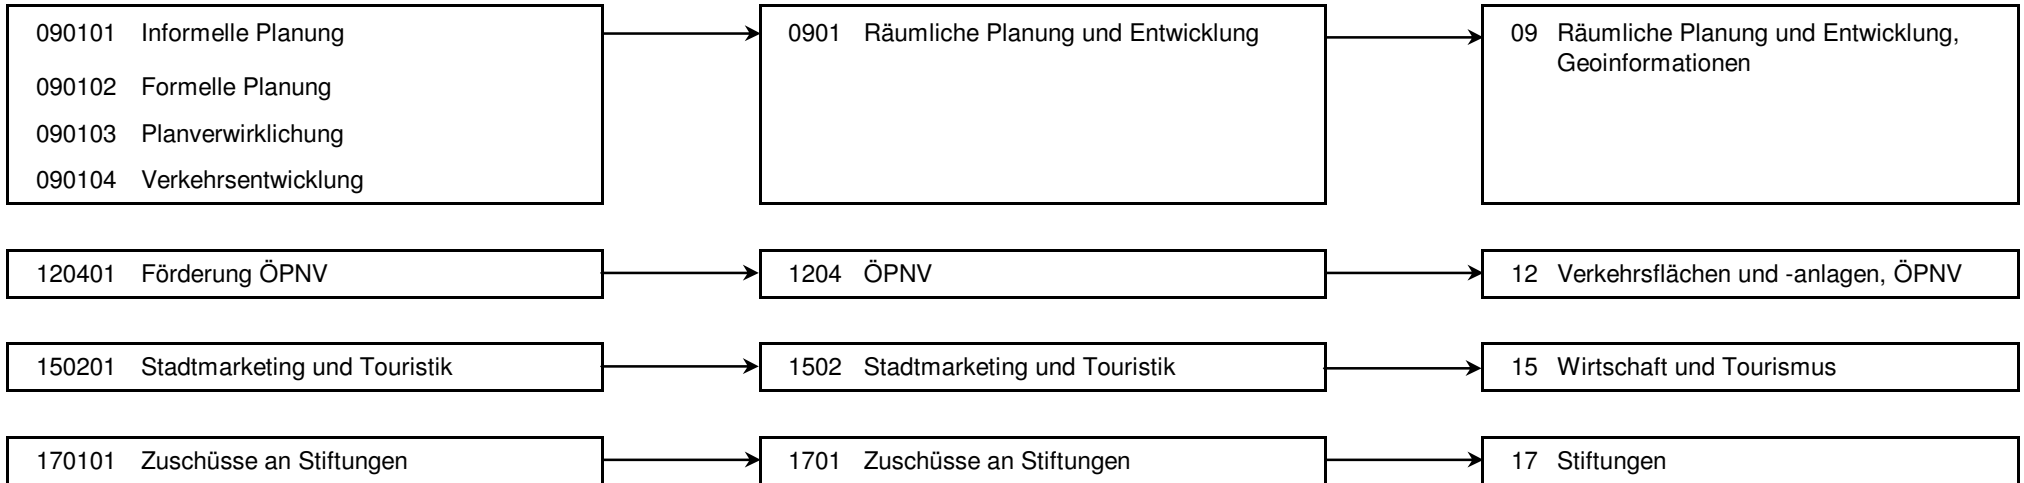 090101 Informelle Planung
0901 Räumliche Planung und Entwicklung
09 Räumliche Planung und Entwicklung,
Geoinformationen
090102 Formelle Planung
090103 Planverwirklichung
090104 Verkehrsentwicklung
120401 Förderung ÖPNV
1204 ÖPNV
12 Verkehrsflächen und -anlagen, ÖPNV
150201 Stadtmarketing und Touristik
1502 Stadtmarketing und Touristik
15 Wirtschaft und Tourismus
170101 Zuschüsse an Stiftungen
1701 Zuschüsse an Stiftungen
17 Stiftungen